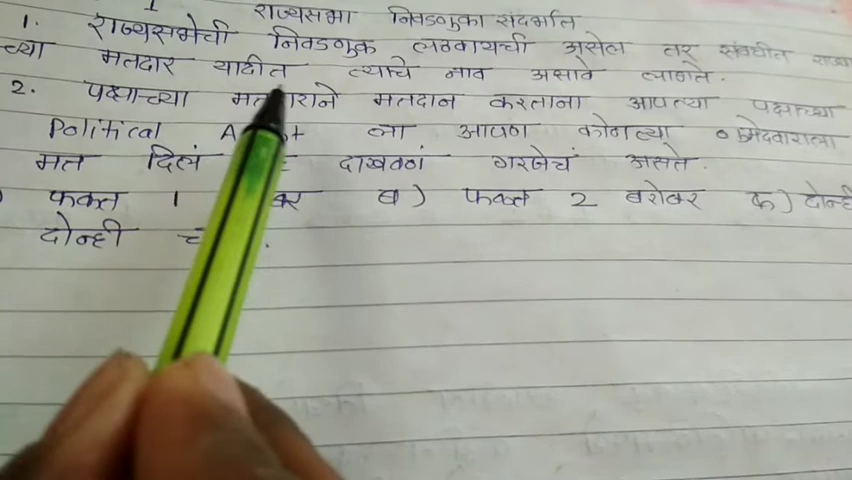 1 राज्यसभा निवडणुका संदर्भात
1. राज्यसभेची निवडणुक लढवायची असेल तर संबंधीत राज्या
च्या मतदार यादीत त्याचे नाव असावे लागते.
2. पक्षाच्या मतदाराने मतदान करताना आपल्या पक्षाच्या
Political ला आपण कोणत्या उमेदवाराला
मत दिलं दाखवणं गरजेचं असते.
फक्त 1 ब) फक्त 2 बरोबर क) दोन्ही
दोन्ही